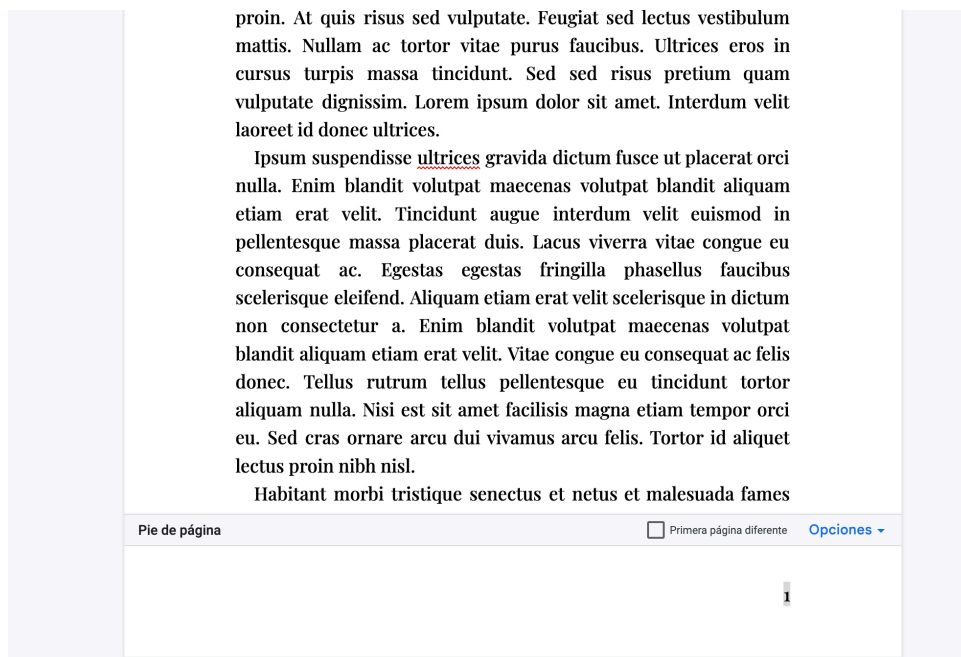 proin. At quis risus sed vulputate. Feugiat sed lectus vestibulum
mattis. Nullam ac tortor vitae purus faucibus. Ultrices eros in
cursus turpis massa tincidunt. Sed sed risus pretium quam
vulputate dignissim. Lorem ipsum dolor sit amet. Interdum velit
laoreet id donec ultrices.
Ipsum suspendisse ultrices gravida dictum fusce ut placerat orci
nulla. Enim blandit volutpat maecenas volutpat blandit aliquam
etiam erat velit. Tincidunt augue interdum velit euismod in
pellentesque massa placerat duis. Lacus viverra vitae congue eu
consequat ac. Egestas egestas fringilla phasellus faucibus
scelerisque eleifend. Aliquam etiam erat velit scelerisque in dictum
non consectetur a. Enim blandit volutpat maecenas volutpat
blandit aliquam etiam erat velit. Vitae congue eu consequat ac felis
donec. Tellus rutrum tellus pellentesque eu tincidunt tortor
aliquam nulla. Nisi est sit amet facilisis magna etiam tempor orci
eu. Sed cras ornare arcu dui vivamus arcu felis. Tortor id aliquet
lectus proin nibh nisl.
Habitant morbi tristique senectus et netus et malesuada fames
Pie de página Primera página diferente Opciones
1